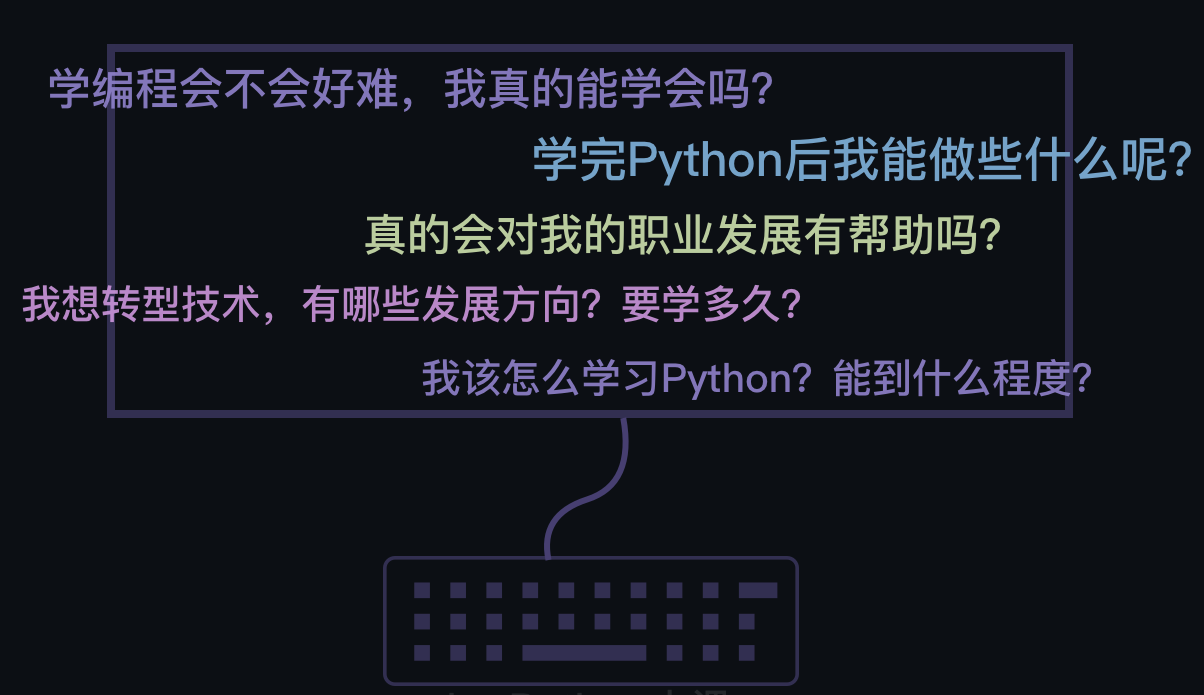 学编程会不会好难，我真的能学会吗？
学完Python后我能做些什么呢？
真的会对我的职业发展有帮助吗？
我想转型技术，有哪些发展方向？要学多久？
我该怎么学习Python？能到什么程度？